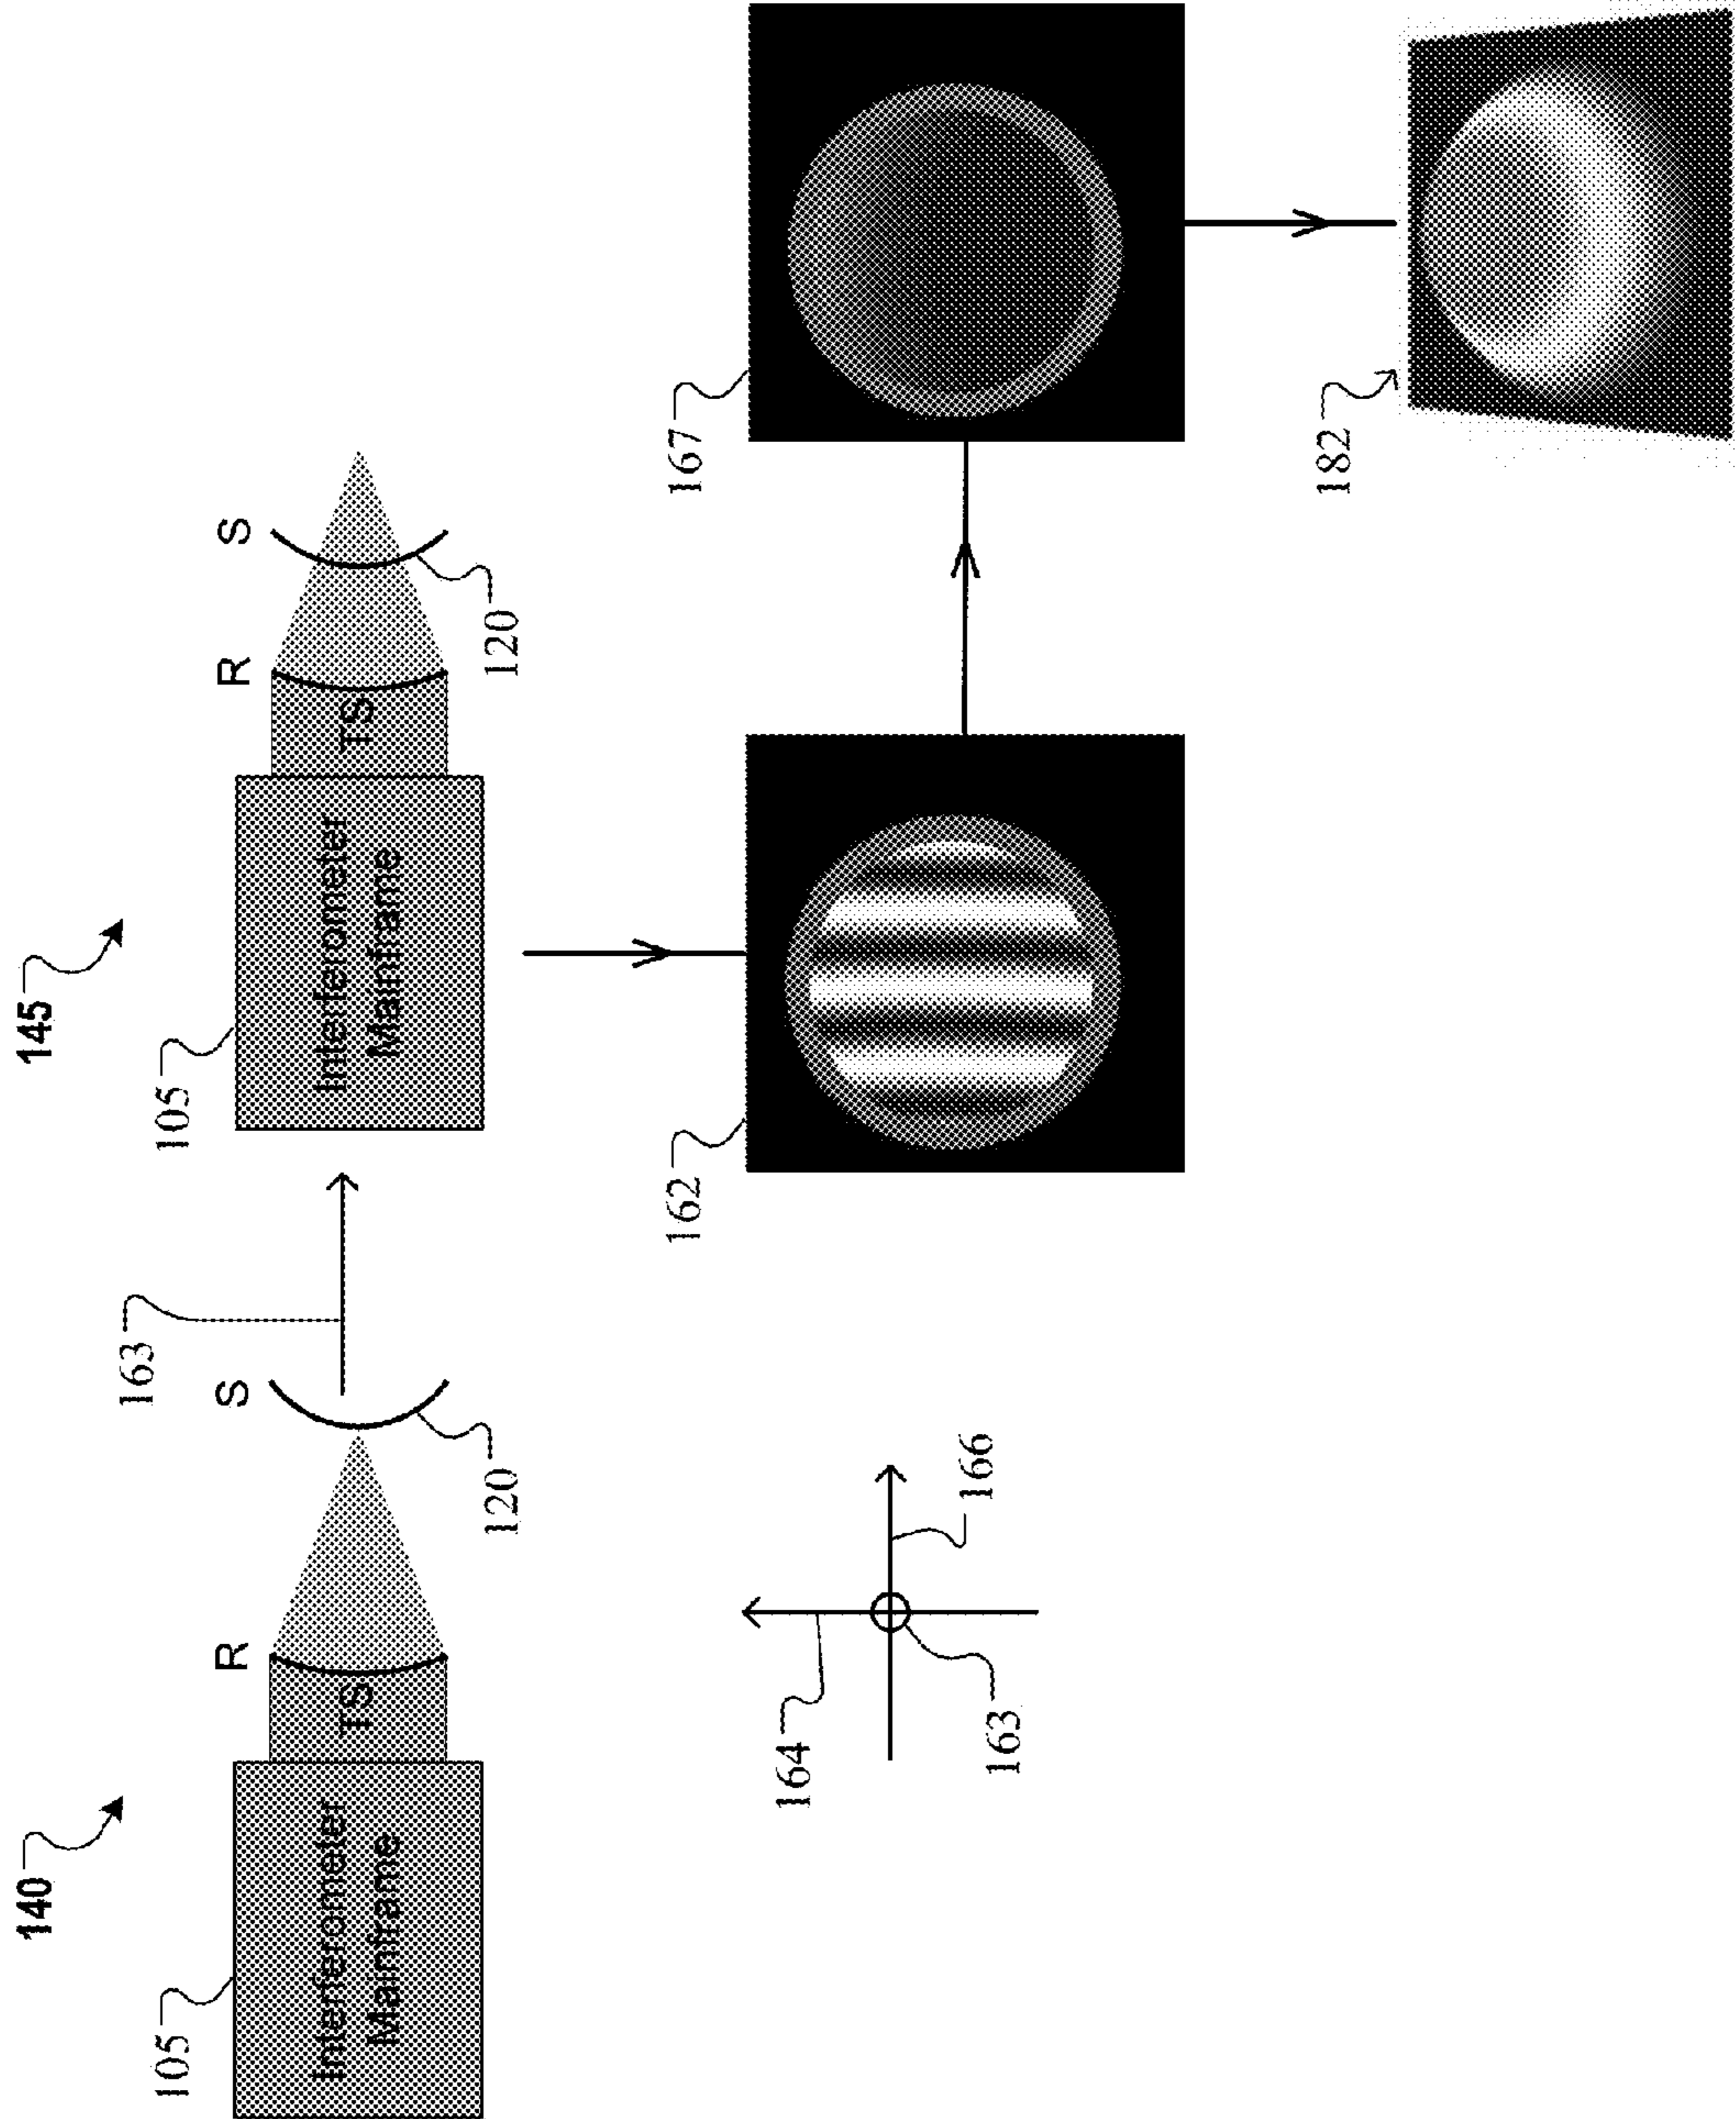 140
145
105
163
105
R
S
R
S
Interferometer
Mainframe
TS
Interferometer
Mainframe
TS
120
120
162
167
164
166
163
182